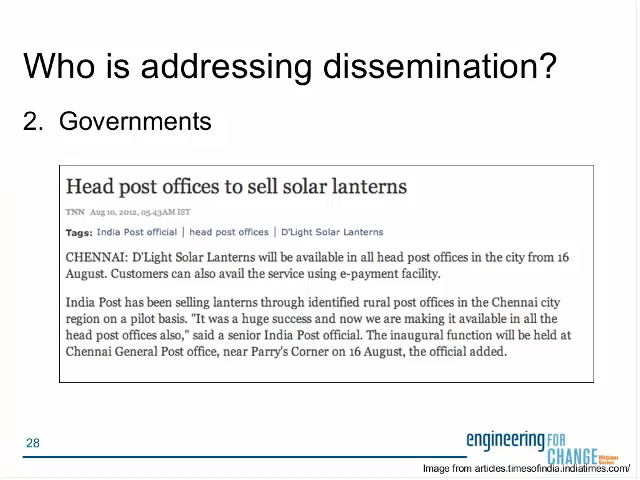 Who is addressing dissemination?
2. Governments
Head post offices to sell solar lanterns
TNN Aug 10, 2012, 05.43AM IST
Tags: India Post official | head post offices | D'Light Solar Lanterns
CHENNAI: D'Light Solar Lanterns will be available in all head post offices in the city from 16
August. Customers can also avail the service using e-payment facility.
India Post has been selling lanterns through identified rural post offices in the Chennai city
region on a pilot basis. "It was a huge success and now we are making it available in all the
head post offices also," said a senior India Post official. The inaugural function will be held at
Chennai General Post office, near Parry's Corner on 16 August, the official added.
28
engineering FOR
CHANGE Webinar
Series
Image from articles.timesofindia.indiatimes.com/